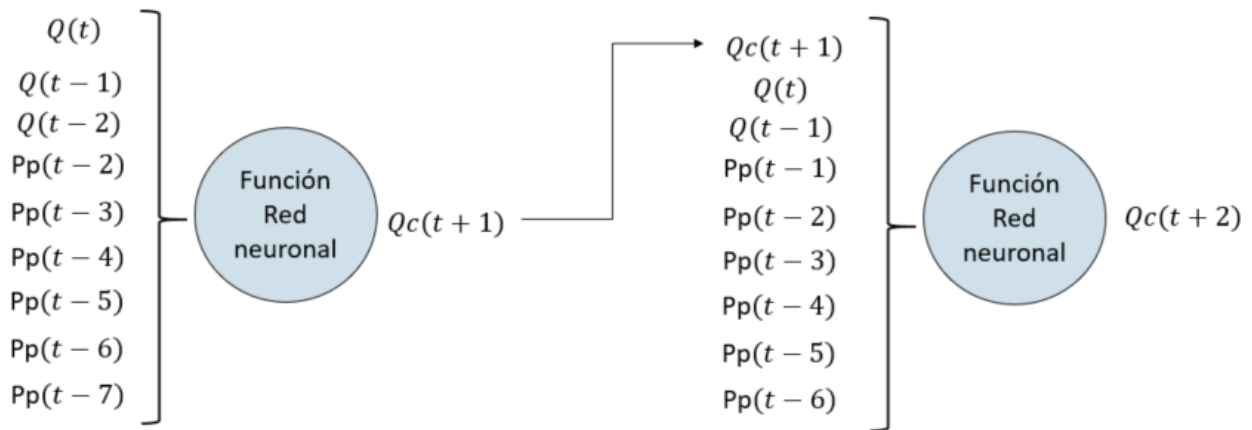 Q(t)
Q(t − 1)
Q(t − 2)
Pp(t − 2)
Pp(t − 3)
Pp(t − 4)
Pp(t − 5)
Pp(t − 6)
Pp(t − 7)
Función
Red
neuronal
Qc(t + 1)
Qc(t + 1)
Q(t)
Q(t − 1)
Pp(t − 1)
Pp(t − 2)
Pp(t − 3)
Pp(t − 4)
Pp(t − 5)
Pp(t − 6)
Función
Red
neuronal
Qc(t + 2)